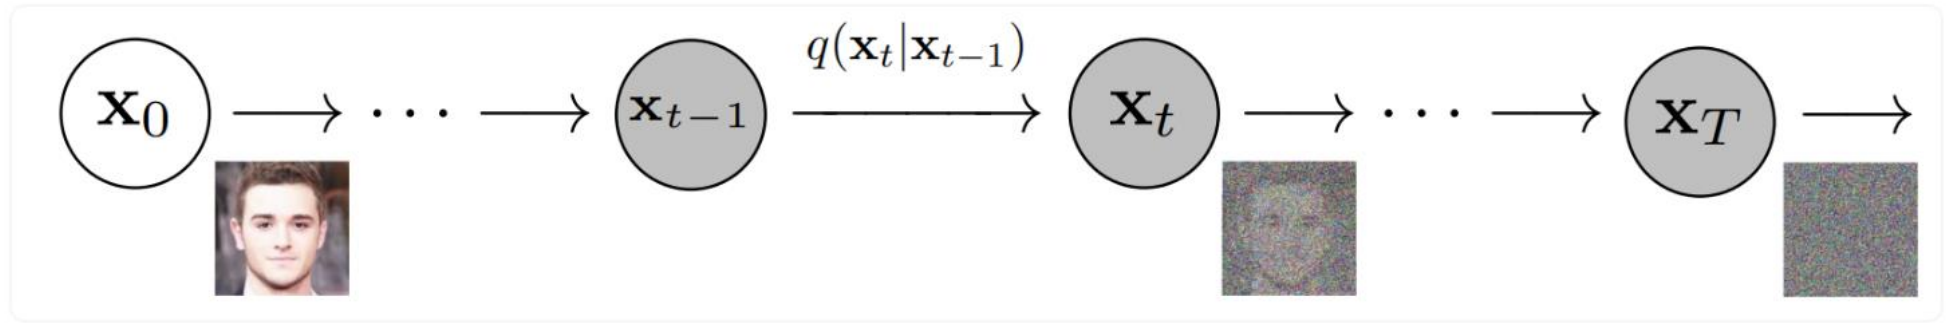 q(x_t|x_{t-1})
x_0 → ··· → x_{t-1} → x_t → ··· → x_T →